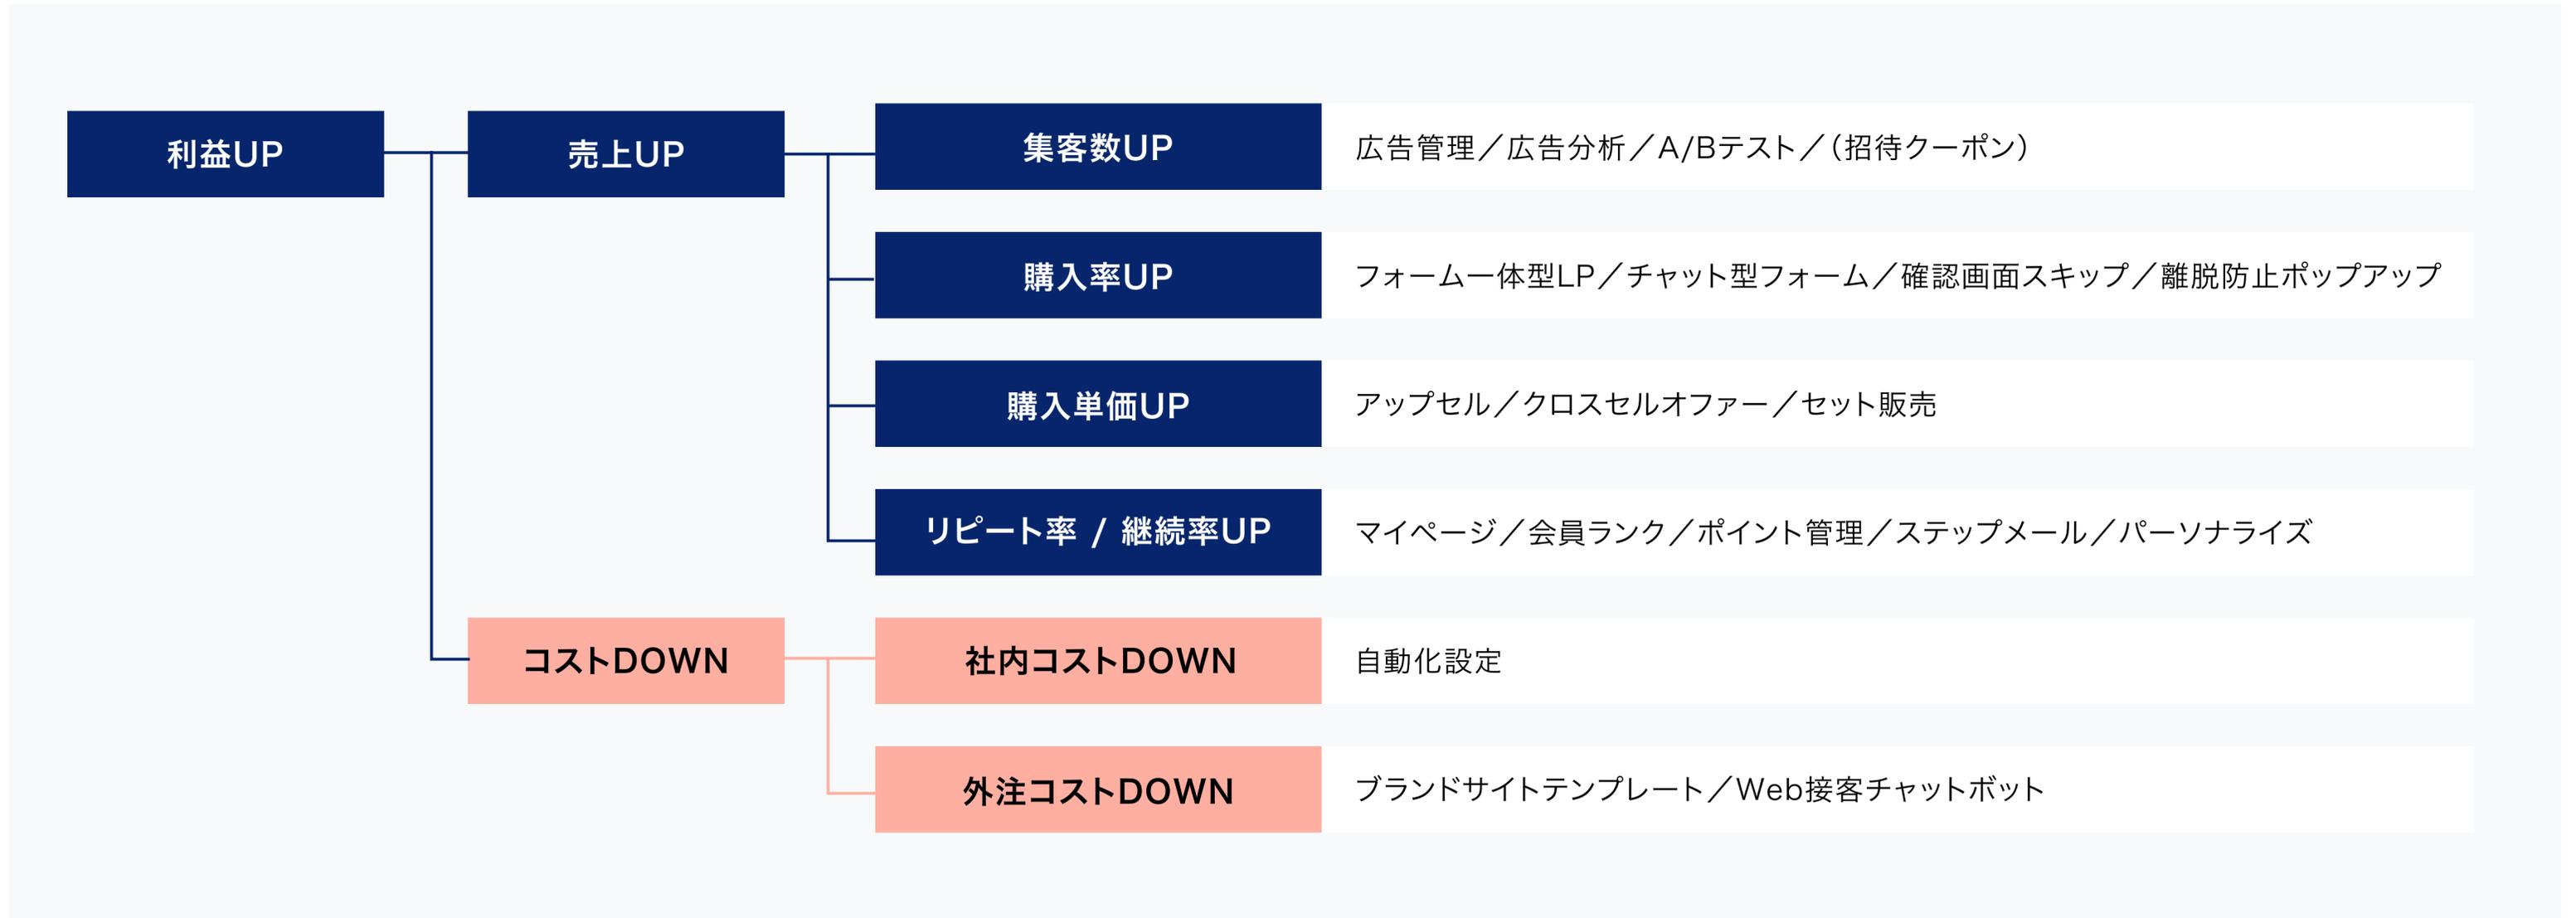 利益UP
売上UP
集客数UP
広告管理／広告分析／A/Bテスト／（招待クーポン）
購入率UP
フォーム一体型LP／チャット型フォーム／確認画面スキップ／離脱防止ポップアップ
購入単価UP
アップセル／クロスセルオファー／セット販売
リピート率 / 継続率UP
マイページ／会員ランク／ポイント管理／ステップメール／パーソナライズ
コストDOWN
社内コストDOWN
自動化設定
外注コストDOWN
ブランドサイトテンプレート／Web接客チャットボット